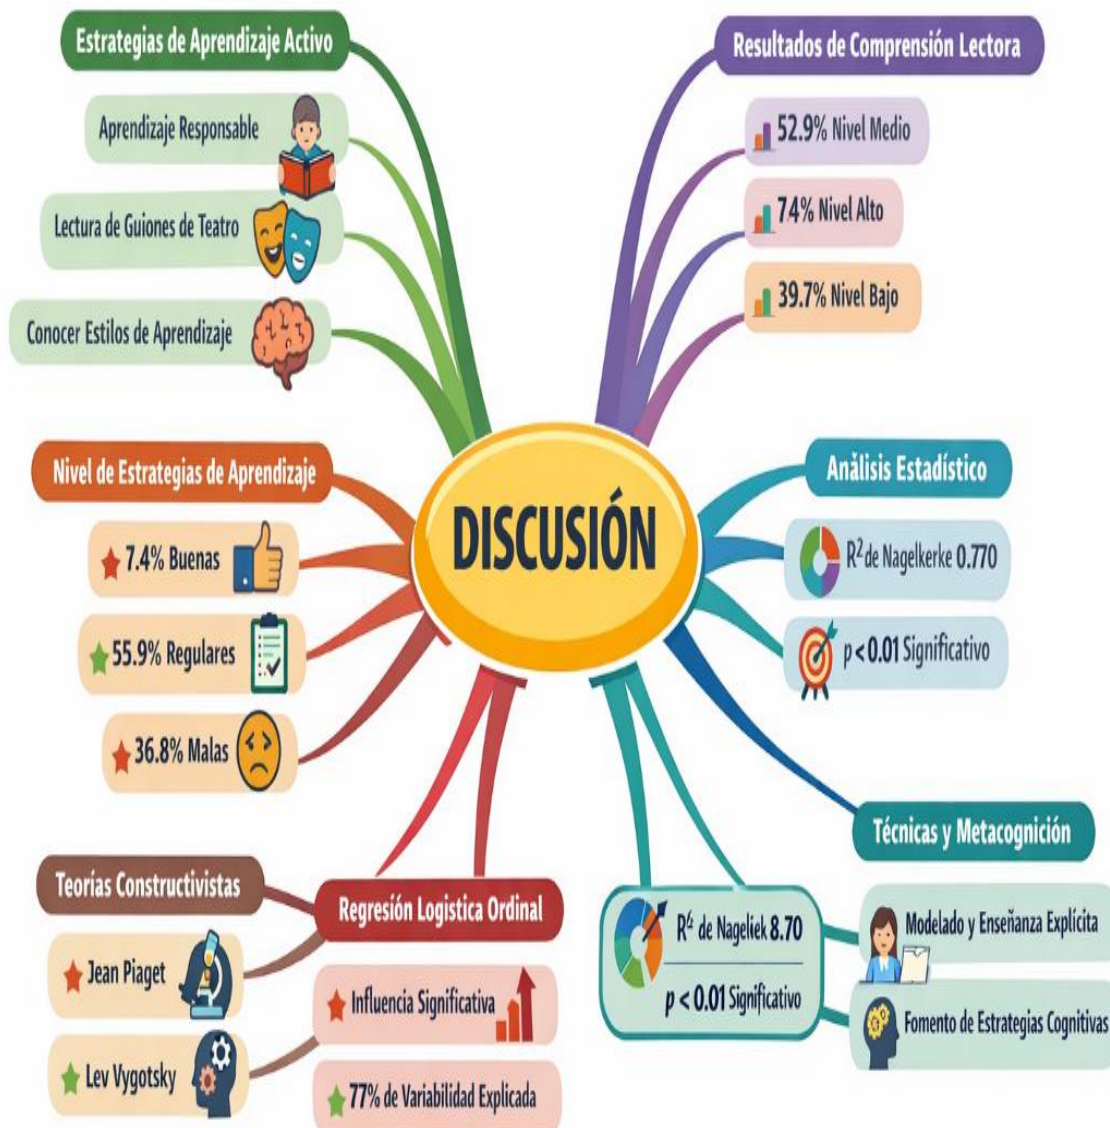 Estrategias de Aprendizaje Activo
Aprendizaje Responsable
Lectura de Guiones de Teatro
Conocer Estilos de Aprendizaje
Resultados de Comprensión Lectora
52.9% Nivel Medio
7.4% Nivel Alto
39.7% Nivel Bajo
DISCUSIÓN
Nivel de Estrategias de Aprendizaje
7.4% Buenas
55.9% Regulares
36.8% Malas
Análisis Estadístico
R² de Nagelkerke 0.770
p < 0.01 Significativo
Teorías Constructivistas
Jean Piaget
Lev Vygotsky
Regresión Logistica Ordinal
Influencia Significativa
77% de Variabilidad Explicada
de Nageliek 8.70
p < 0.01 Significativo
Técnicas y Metacognición
Modelado y Enseñanza Explícita
Fomento de Estrategias Cognitivas